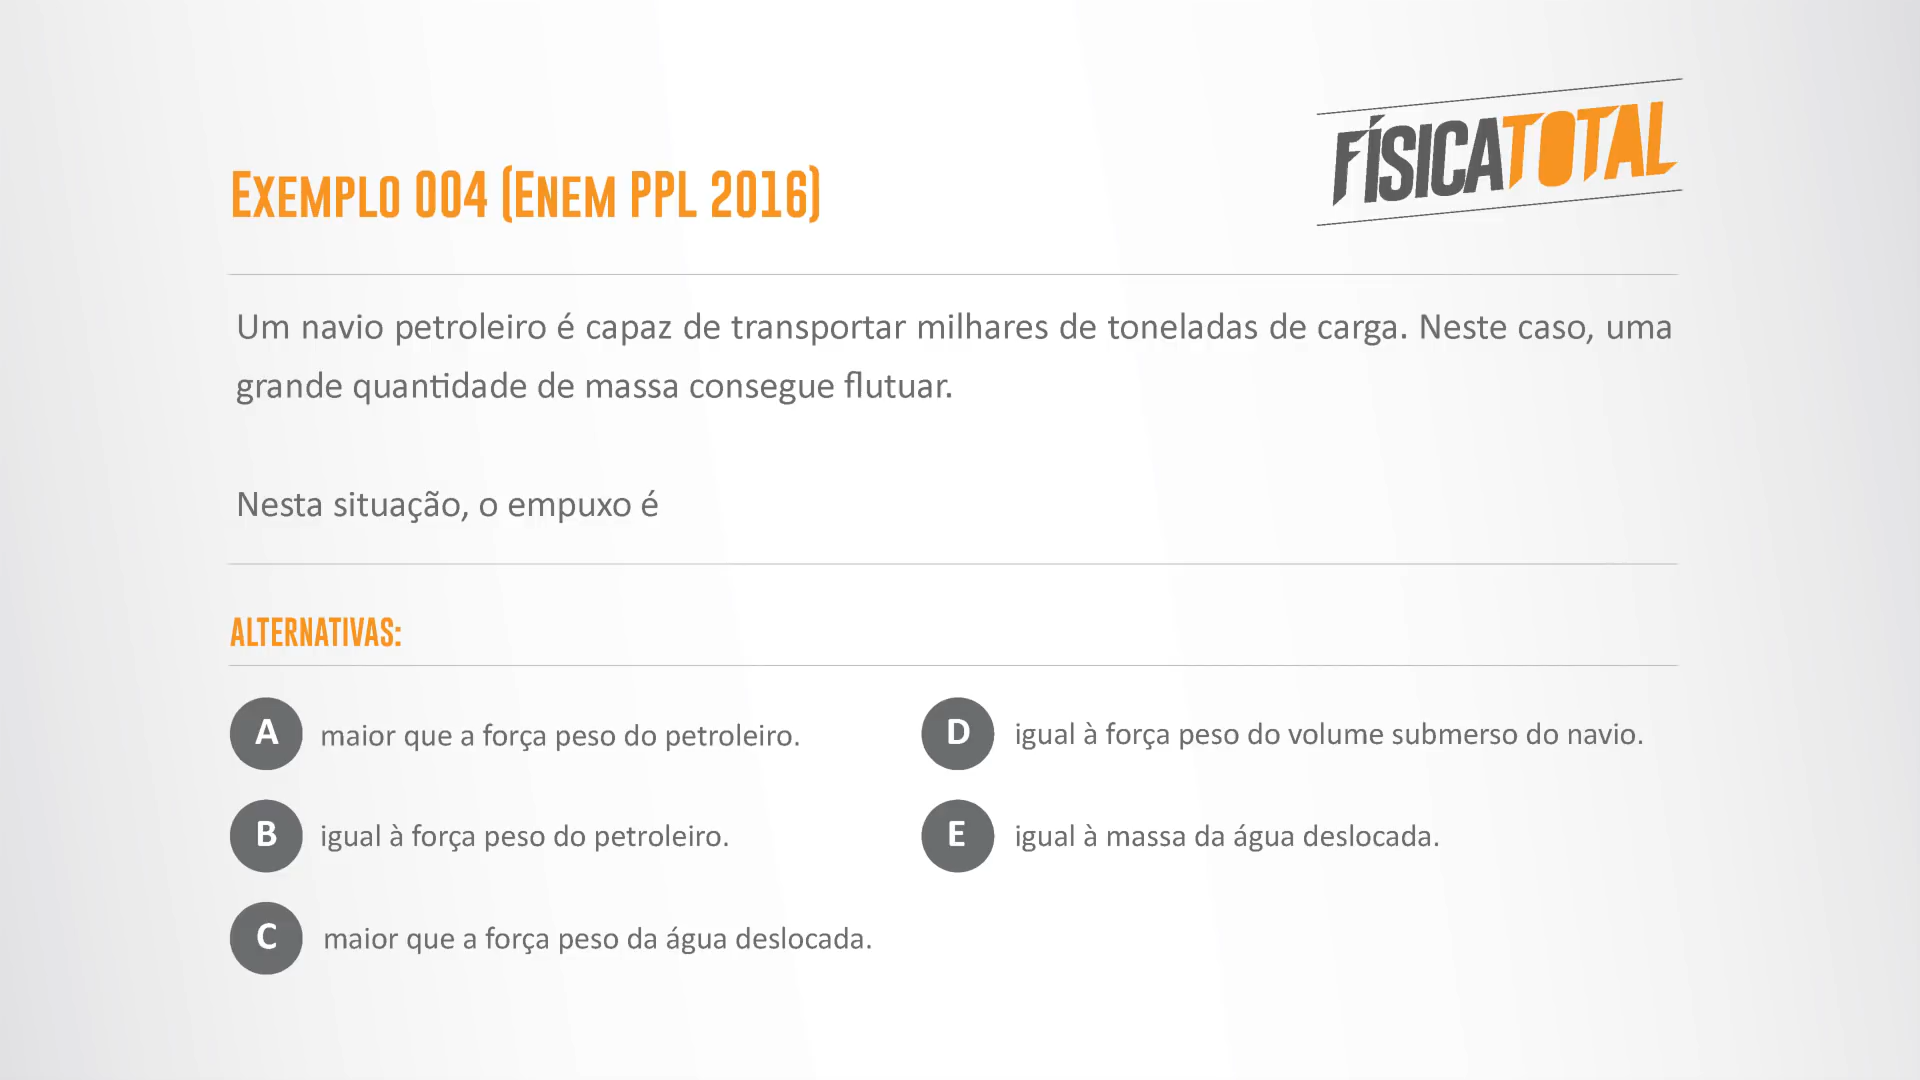 FÍSICATOTAL
Exemplo 004 (Enem PPL 2016)
Um navio petroleiro é capaz de transportar milhares de toneladas de carga. Neste caso, uma
grande quantidade de massa consegue flutuar.
Nesta situação, o empuxo é
ALTERNATIVAS:
A maior que a força peso do petroleiro.
B igual à força peso do petroleiro.
C maior que a força peso da água deslocada.
D igual à força peso do volume submerso do navio.
E igual à massa da água deslocada.